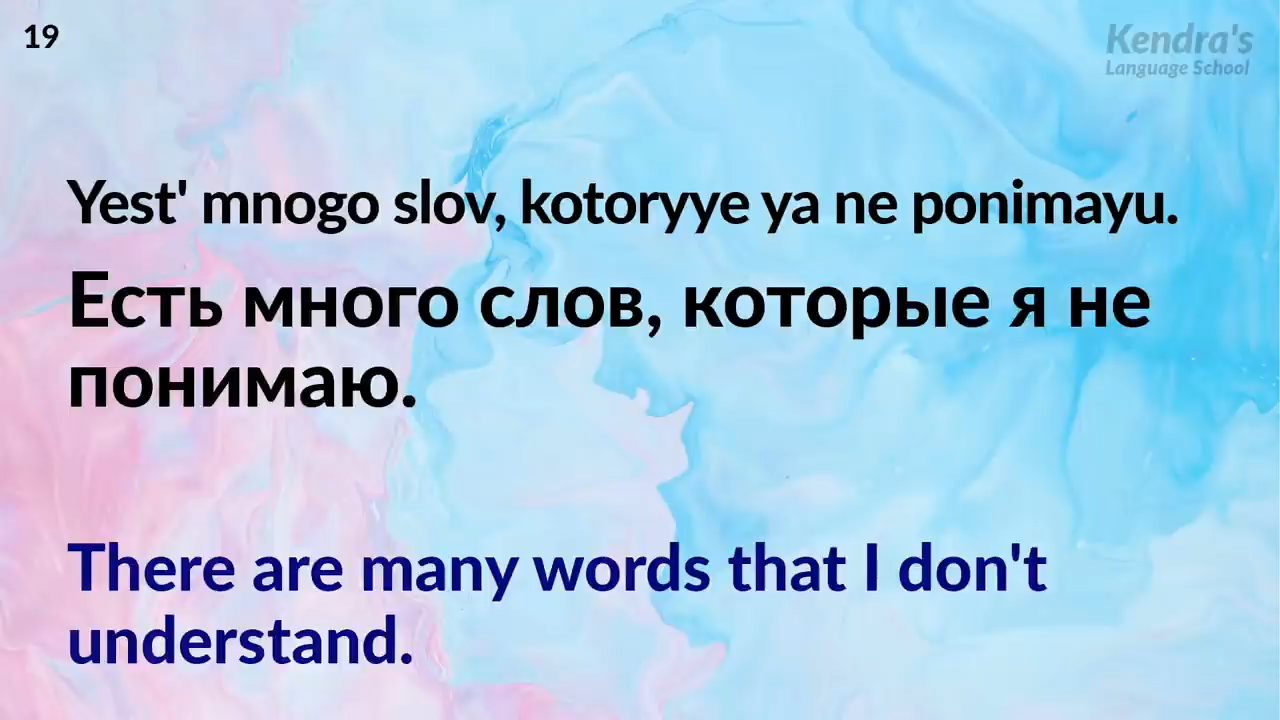 19
Kendra's
Language School
Yest' mnogo slov, kotoryye ya ne ponimayu.
Есть много слов, которые я не
понимаю.
There are many words that I don't
understand.